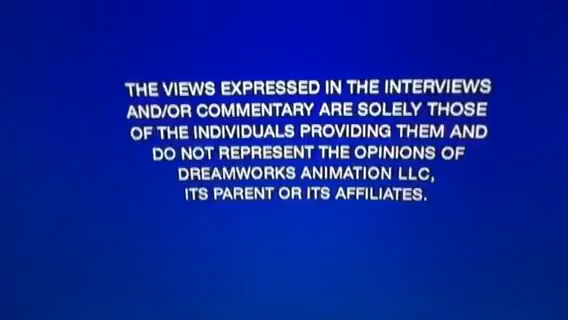 THE VIEWS EXPRESSED IN THE INTERVIEWS
AND/OR COMMENTARY ARE SOLELY THOSE
OF THE INDIVIDUALS PROVIDING THEM AND
DO NOT REPRESENT THE OPINIONS OF
DREAMWORKS ANIMATION LLC,
ITS PARENT OR ITS AFFILIATES.